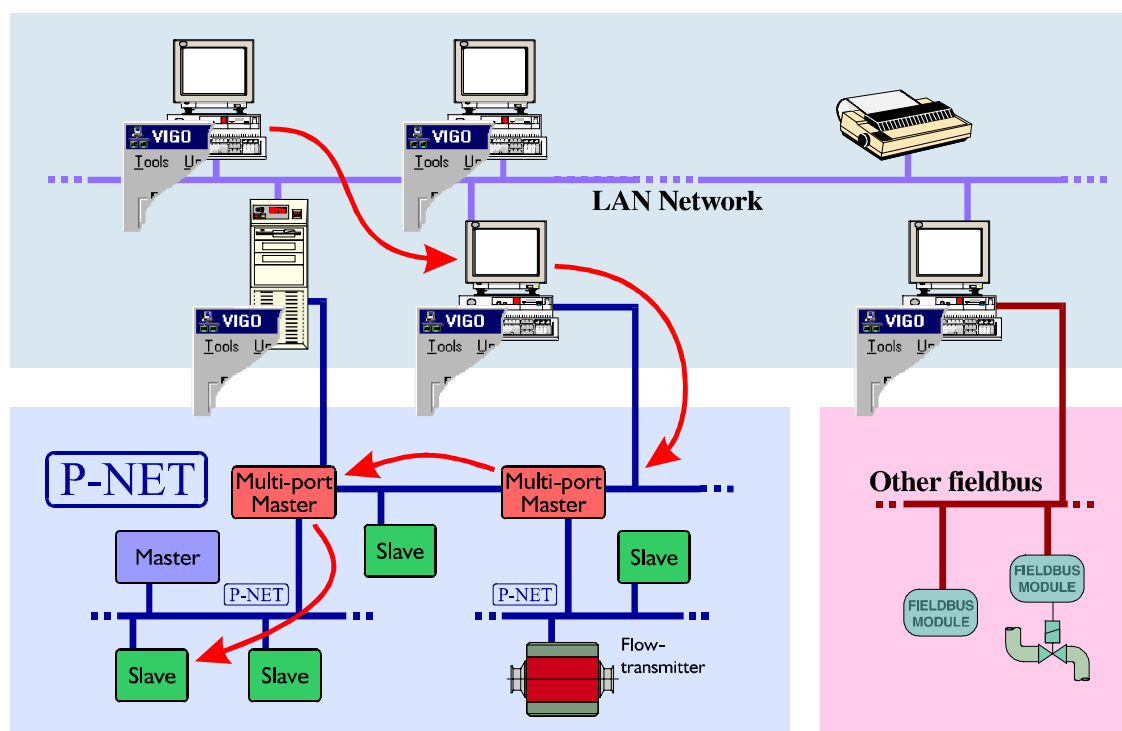 VIGO
Tools
VIGO
Tools
LAN Network
VIGO
Tools
VIGO
Tools
VIGO
Tools
P-NET
Multi-port
Master
Multi-port
Master
Other fieldbus
Master
Slave
Slave
P-NET
P-NET
FIELDBUS
MODULE
FIELDBUS
MODULE
Slave
Slave
Flow-
transmitter